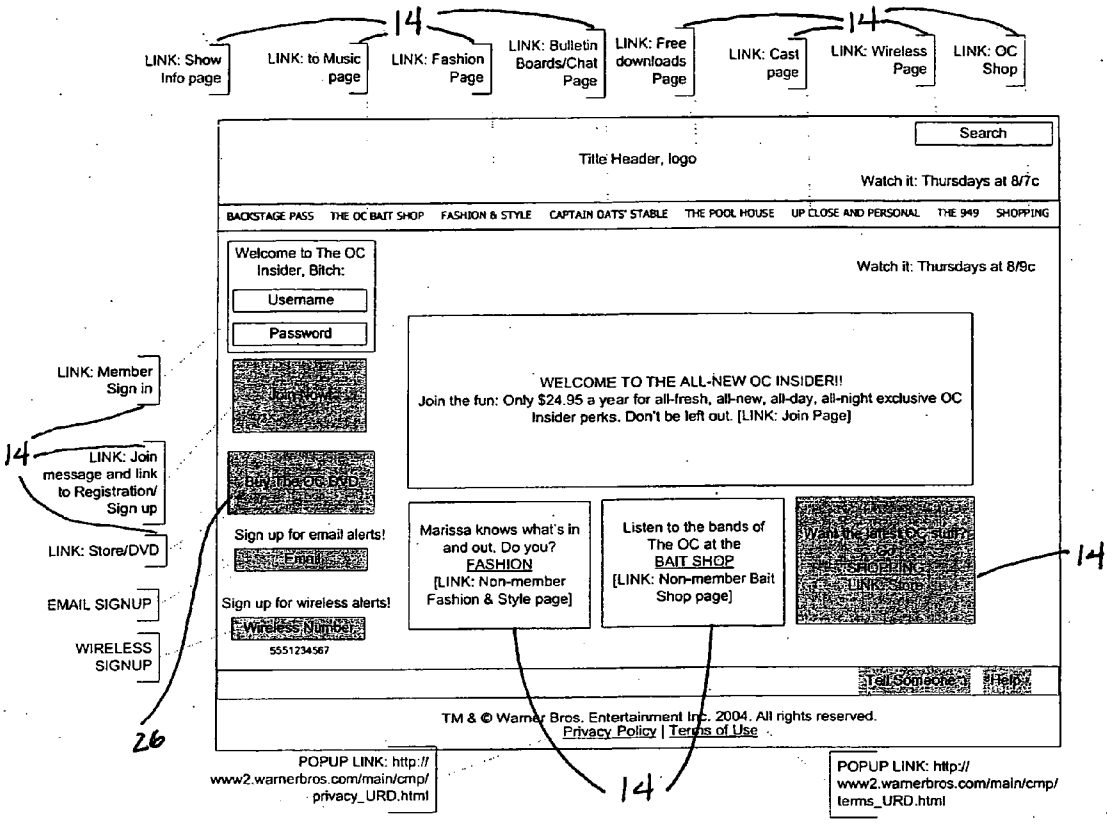 14
14
LINK: Show
Info page
LINK: to Music
page
LINK: Fashion
Page
LINK: Bulletin
Boards/Chat
Page
LINK: Free
downloads
Page
LINK: Cast
page
LINK: Wireless
Page
LINK: OC
Shop
Search
Title Header, logo
Watch it: Thursdays at 8/7c
BACKSTAGE PASS THE OC BAIT SHOP FASHION & STYLE CAPTAIN OATS' STABLE THE POOL HOUSE UP CLOSE AND PERSONAL THE 949 SHOPPING
Welcome to The OC
Insider, Bitch:
Username
Password
Watch it: Thursdays at 8/9c
LINK: Member
Sign in
Join Now!
WELCOME TO THE ALL-NEW OC INSIDER!!
Join the fun: Only $24.95 a year for all-fresh, all-new, all-day, all-night exclusive OC
Insider perks. Don't be left out. [LINK: Join Page]
14
LINK: Join
message and link
to Registration/
Sign up
LINK: Store/DVD
Buy The OC DVD
Sign up for email alerts!
Email
EMAIL SIGNUP
Sign up for wireless alerts!
Wireless Number
5551234567
WIRELESS
SIGNUP
26
Marissa knows what's in
and out. Do you?
FASHION
[LINK: Non-member
Fashion & Style page]
Listen to the bands of
The OC at the
BAIT SHOP
[LINK: Non-member Bait
Shop page]
Want the latest OC stuff?
Go
SHOPPING
LINK: Store
14
Tell Someone
Help
TM & © Warner Bros. Entertainment Inc. 2004. All rights reserved.
Privacy Policy | Terms of Use
POPUP LINK: http://
www2.warnerbros.com/main/cmp/
privacy_URD.html
14
POPUP LINK: http://
www2.warnerbros.com/main/cmp/
terms_URD.html